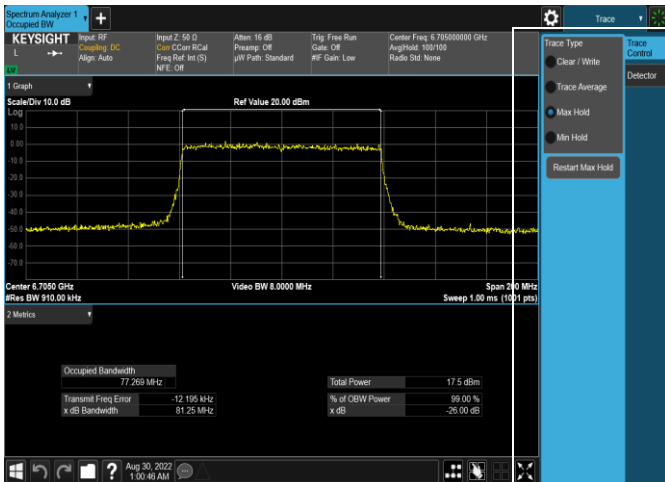 Spectrum Analyzer 1
Occupied BW
Trace
KEYSIGHT
L
LV
Input: RF
Coupling: DC
Align: Auto
Input Z: 50 Ω
Corr CCorr RCal
Freq Ref: Int (S)
NFE: Off
Atten: 16 dB
Preamp: Off
µW Path: Standard
Trig: Free Run
Gate: Off
#IF Gain: Low
Center Freq: 6.705000000 GHz
Avg|Hold: 100/100
Radio Std: None
Trace Type
Clear / Write
Trace Average
Max Hold
Min Hold
Restart Max Hold
Trace
Control
Detector
1 Graph
Scale/Div 10.0 dB
Ref Value 20.00 dBm
Log
10.0
0.00
-10.0
-20.0
-30.0
-40.0
-50.0
-60.0
-70.0
Center 6.7050 GHz
Video BW 8.0000 MHz
Span 200 MHz
#Res BW 910.00 kHz
Sweep 1.00 ms (1001 pts)
2 Metrics
Occupied Bandwidth
77.269 MHz
Total Power 17.5 dBm
Transmit Freq Error -12.195 kHz
% of OBW Power 99.00 %
x dB Bandwidth 81.25 MHz
x dB -26.00 dB
?
Aug 30, 2022
1:00:46 AM